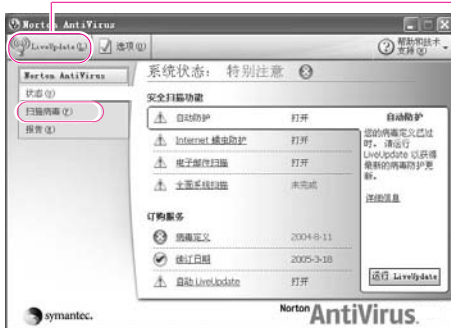 Norton AntiVirus
LiveUpdate(L) 选项(O) 帮助和技术支持(E)
Norton AntiVirus
状态(U)
扫描病毒(F)
报告(R)
系统状态： 特别注意
安全扫描功能
自动防护 打开
Internet 蠕虫防护 打开
电子邮件扫描 打开
全面系统扫描 未完成
订购服务
病毒定义 2004-8-11
续订日期 2005-3-18
自动 LiveUpdate 打开
自动防护
您的病毒定义已过
时。请运行
LiveUpdate 以获得
最新的病毒防护更
新。
详细信息
运行 LiveUpdate
symantec.
Norton AntiVirus